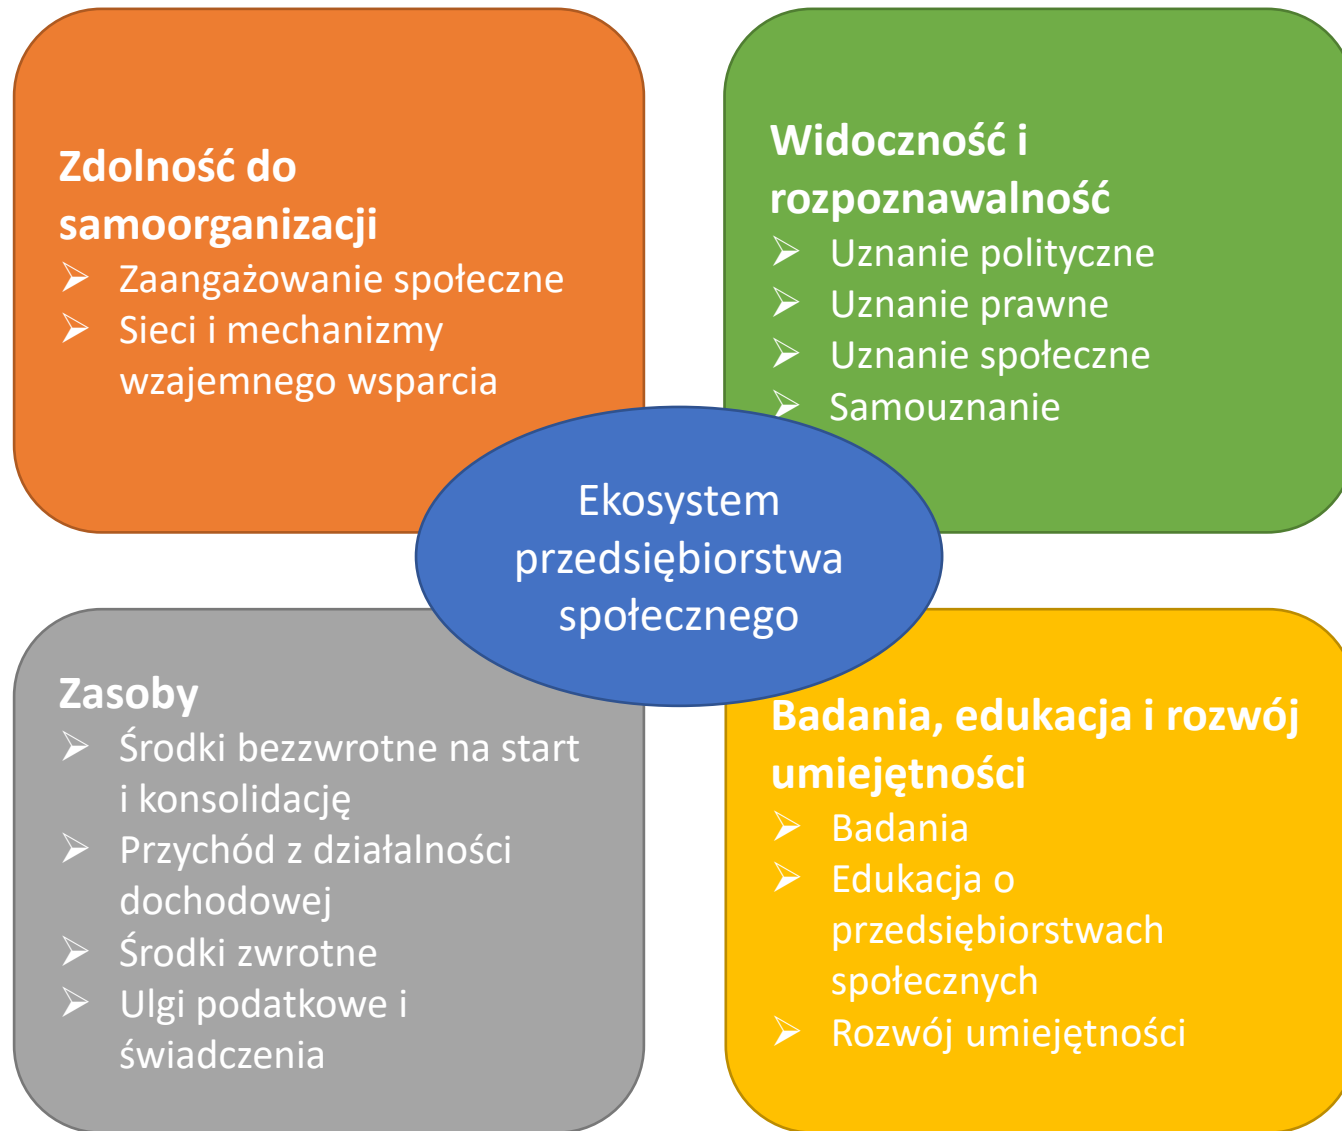 Zdolność do
samoorganizacji
➢ Zaangażowanie społeczne
➢ Sieci i mechanizmy
wzajemnego wsparcia
Widoczność i
rozpoznawalność
➢ Uznanie polityczne
➢ Uznanie prawne
➢ Uznanie społeczne
➢ Samouznanie
Ekosystem
przedsiębiorstwa
społecznego
Zasoby
➢ Środki bezzwrotne na start
i konsolidację
➢ Przychód z działalności
dochodowej
➢ Środki zwrotne
➢ Ulgi podatkowe i
świadczenia
Badania, edukacja i rozwój
umiejętności
➢ Badania
➢ Edukacja o
przedsiębiorstwach
społecznych
➢ Rozwój umiejętności